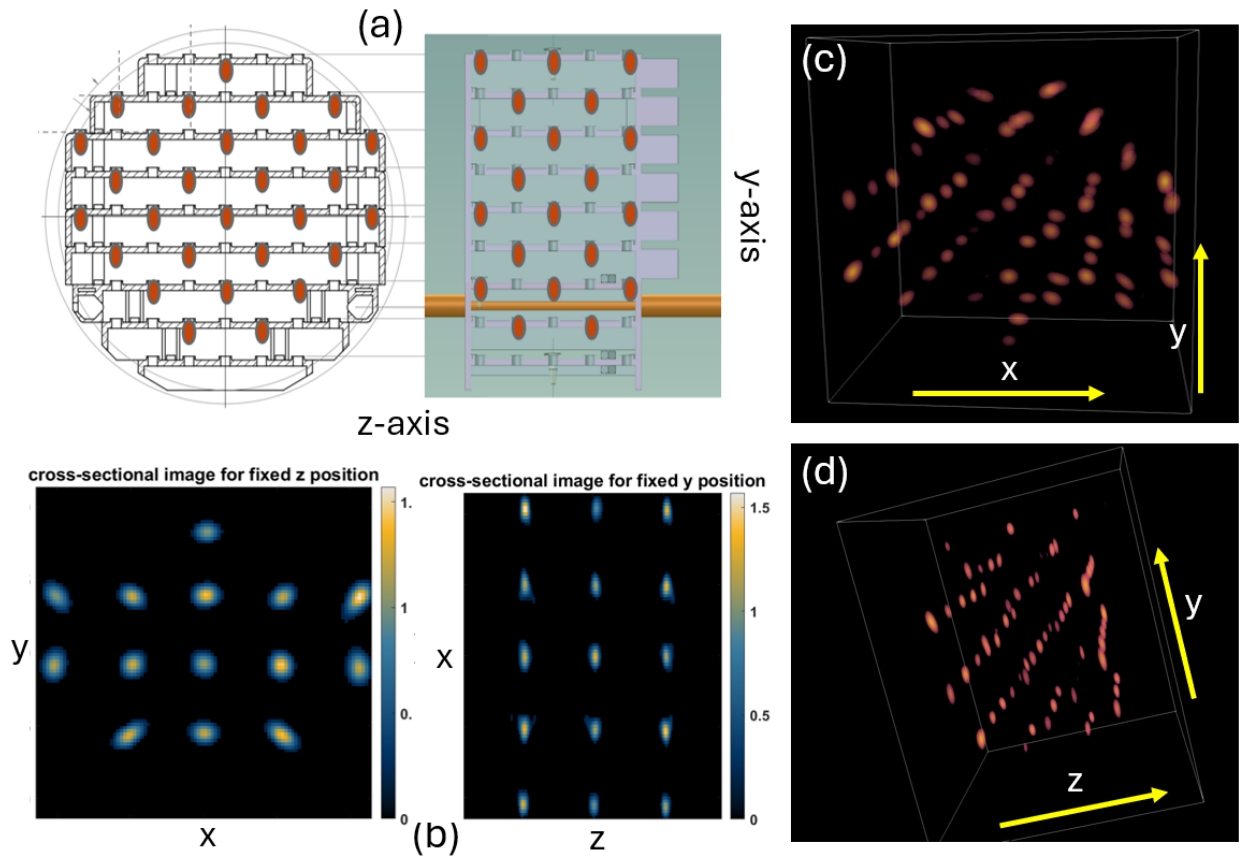 (a)
y-axis
z-axis
(c)
y
x
cross-sectional image for fixed z position
1.
1
0.
0
y
x
(b)
cross-sectional image for fixed y position
1.5
1
0.5
0
x
z
(d)
y
z